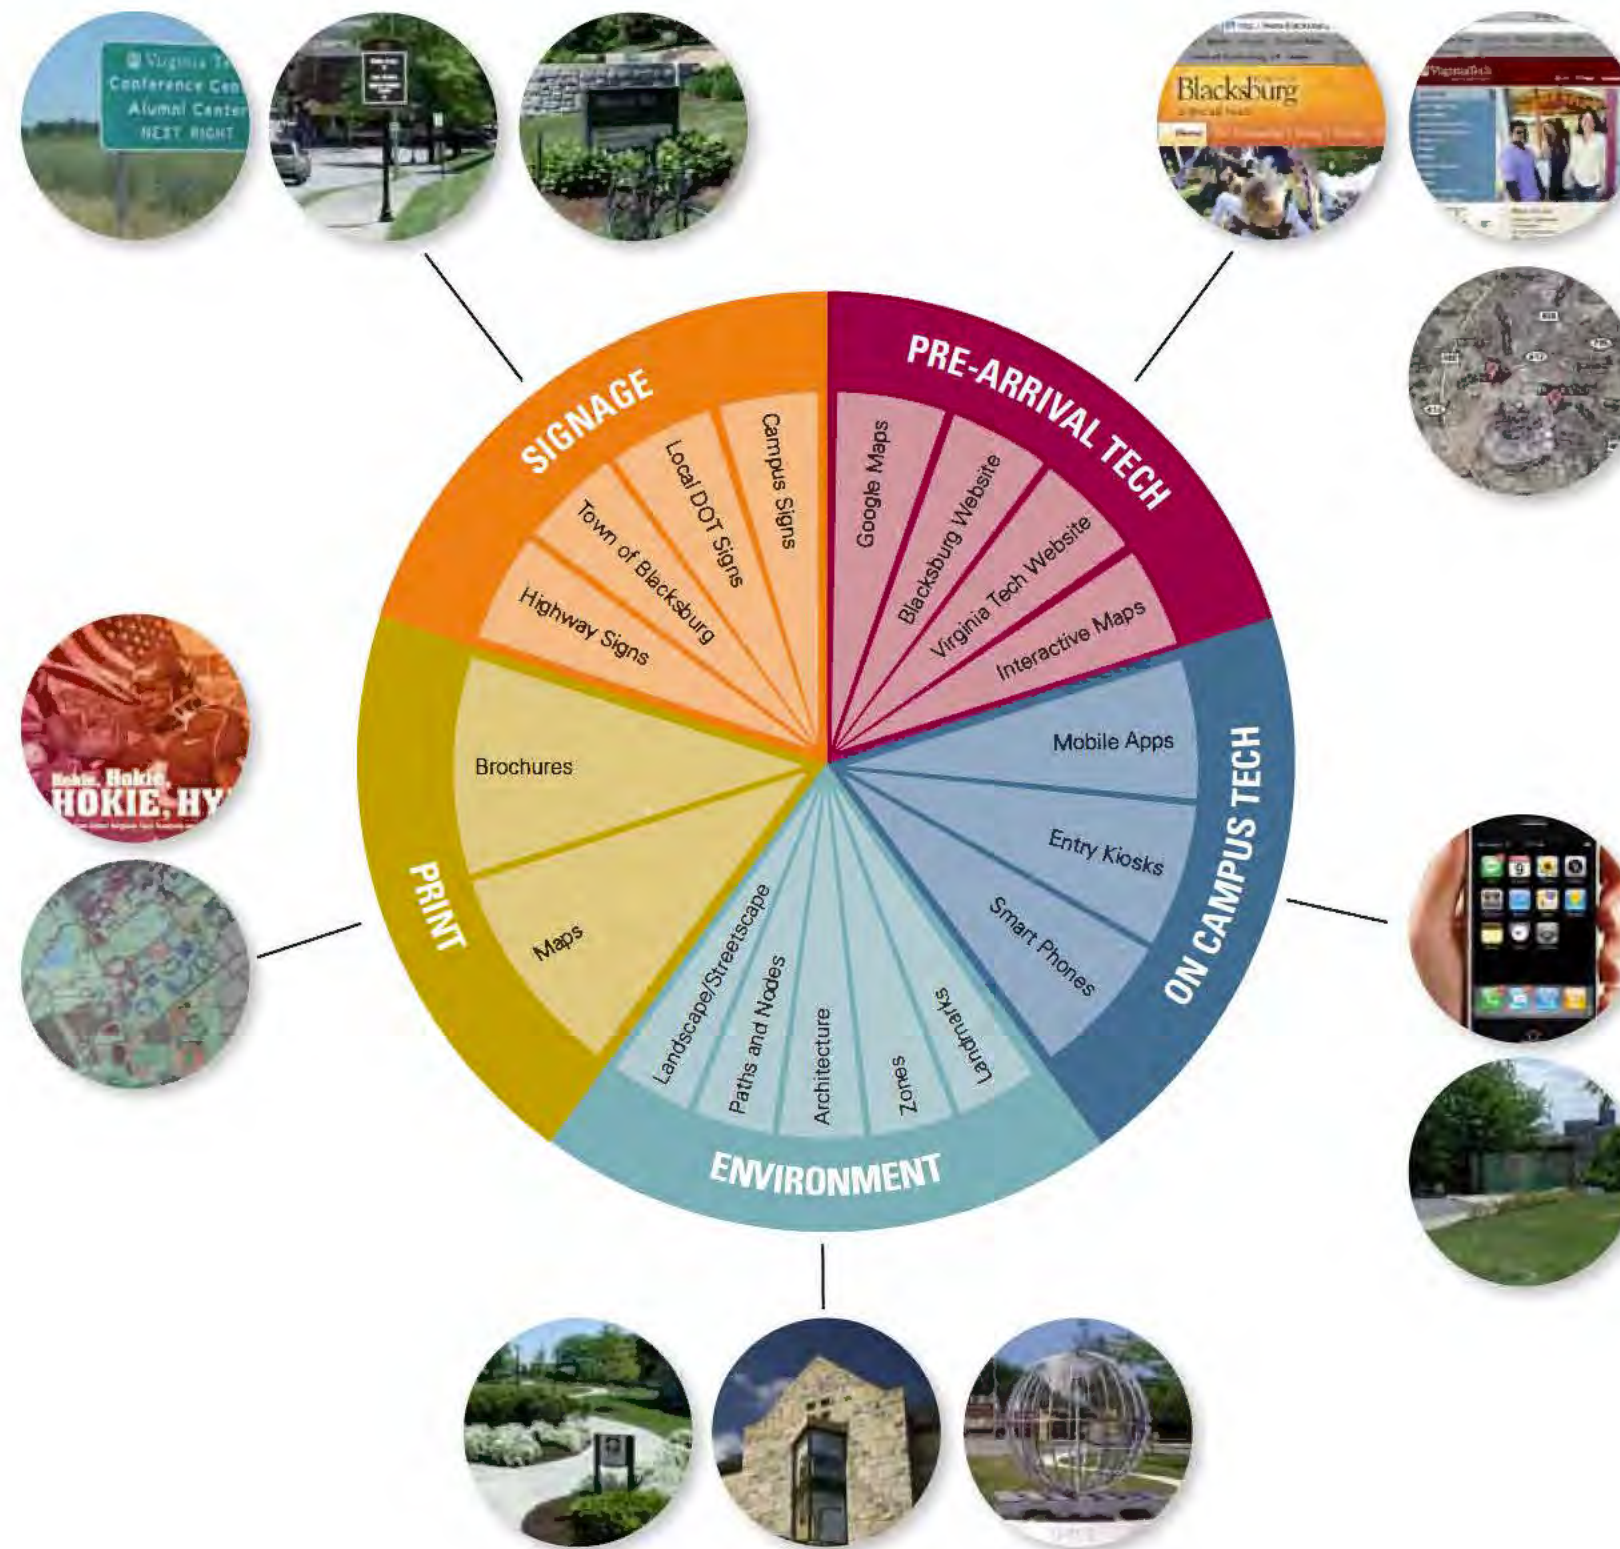 Virginia Te
Conference Cen
Alumni Center
NEXT RIGHT
Blacksburg
VirginiaTech
SIGNAGE
Highway Signs
Town of Blacksburg
Local DOT Signs
Campus Signs
PRE-ARRIVAL TECH
Google Maps
Blacksburg Website
Virginia Tech Website
Interactive Maps
ON CAMPUS TECH
Mobile Apps
Entry Kiosks
Smart Phones
ENVIRONMENT
Landscape/Streetscape
Paths and Nodes
Architecture
Zones
Landmarks
PRINT
Brochures
Maps
Hokie, Hokie,
HOKIE, HY